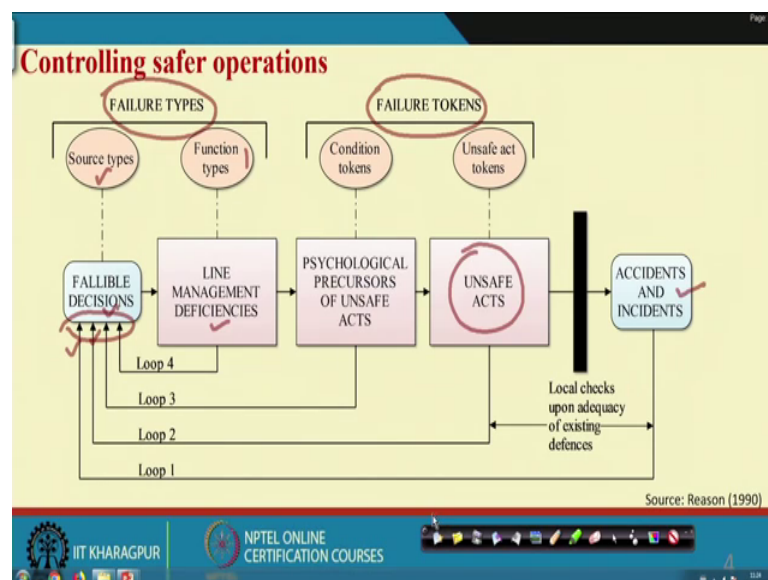 Page
Controlling safer operations
FAILURE TYPES
FAILURE TOKENS
Source types
Function
types
Condition
tokens
Unsafe act
tokens
FALLIBLE
DECISIONS
LINE
MANAGEMENT
DEFICIENCIES
PSYCHOLOGICAL
PRECURSORS
OF UNSAFE
ACTS
UNSAFE
ACTS
ACCIDENTS
AND
INCIDENTS
Loop 4
Loop 3
Loop 2
Loop 1
Local checks
upon adequacy
of existing
defences
Source: Reason (1990)
IIT KHARAGPUR
NPTEL ONLINE
CERTIFICATION COURSES
4